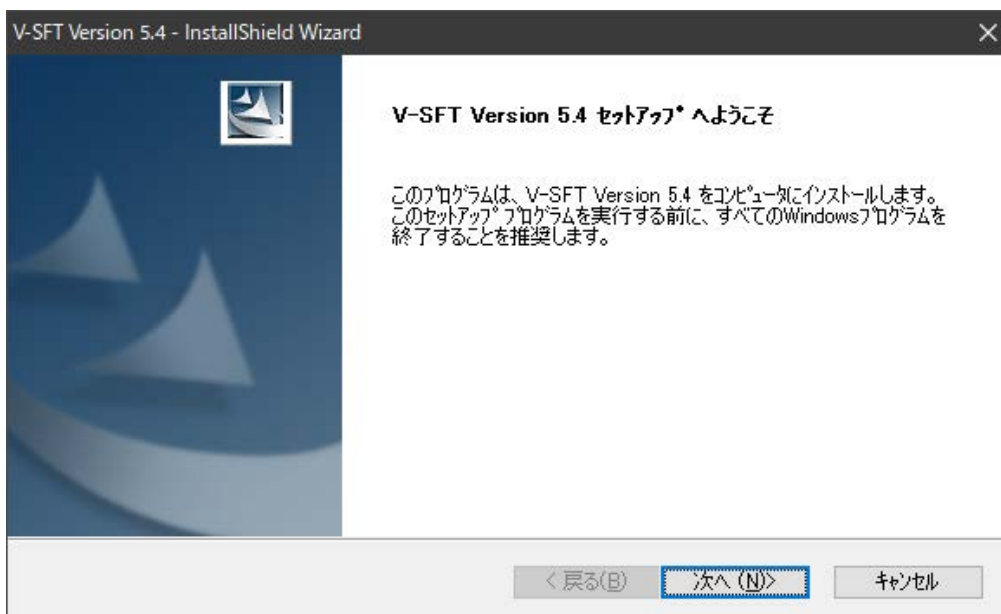 V-SFT Version 5.4 - InstallShield Wizard
V-SFT Version 5.4 ｾｯﾄｱｯﾌﾟ へようこそ
このﾌﾟﾛｸﾞﾗﾑは、V-SFT Version 5.4 をｺﾝﾋﾟｭｰﾀにインストールします。
このｾｯﾄｱｯﾌﾟ ﾌﾟﾛｸﾞﾗﾑを実行する前に、すべてのWindowsﾌﾟﾛｸﾞﾗﾑを
終了することを推奨します。
< 戻る(B)
次へ (N)>
ｷｬﾝｾﾙ